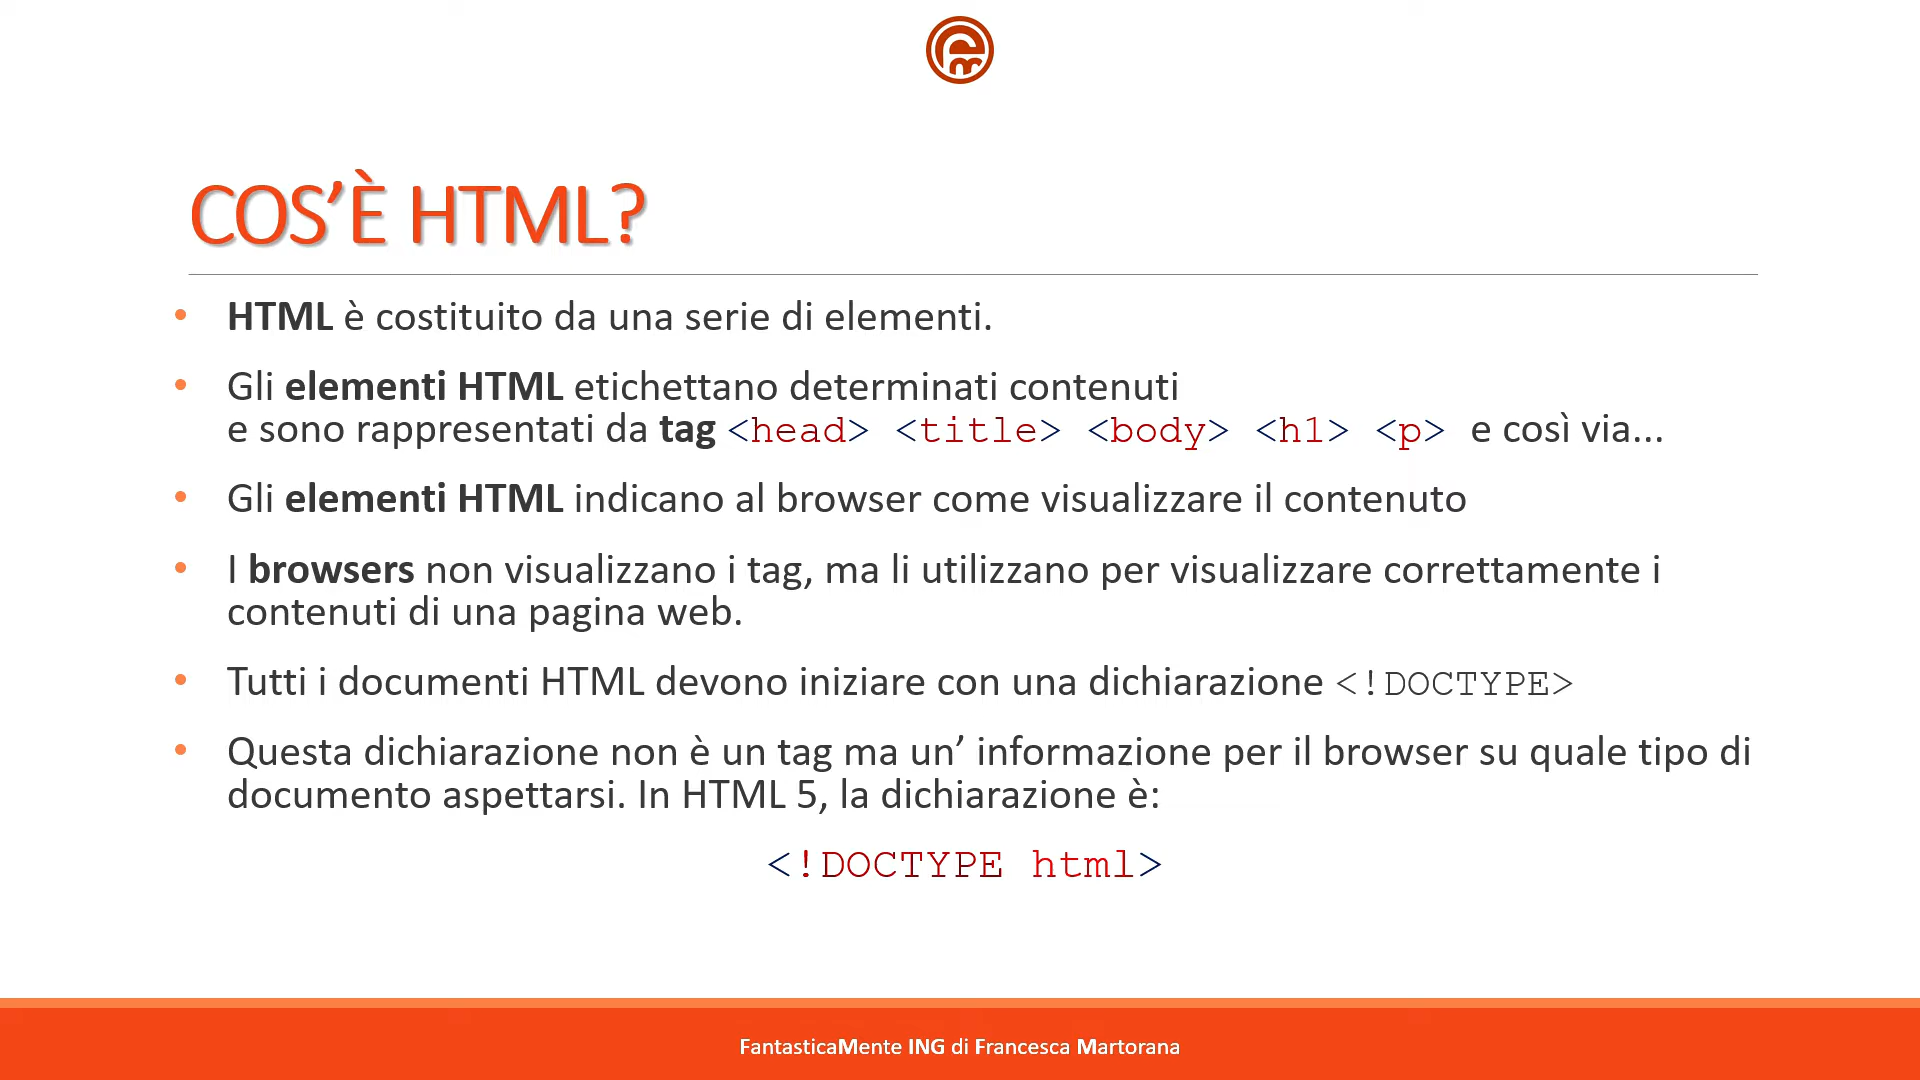 COS’È HTML?
• HTML è costituito da una serie di elementi.
• Gli elementi HTML etichettano determinati contenuti
e sono rappresentati da tag <head> <title> <body> <h1> <p> e così via...
• Gli elementi HTML indicano al browser come visualizzare il contenuto
• I browsers non visualizzano i tag, ma li utilizzano per visualizzare correttamente i
contenuti di una pagina web.
• Tutti i documenti HTML devono iniziare con una dichiarazione <!DOCTYPE>
• Questa dichiarazione non è un tag ma un’ informazione per il browser su quale tipo di
documento aspettarsi. In HTML 5, la dichiarazione è:
<!DOCTYPE html>
FantasticaMente ING di Francesca Martorana